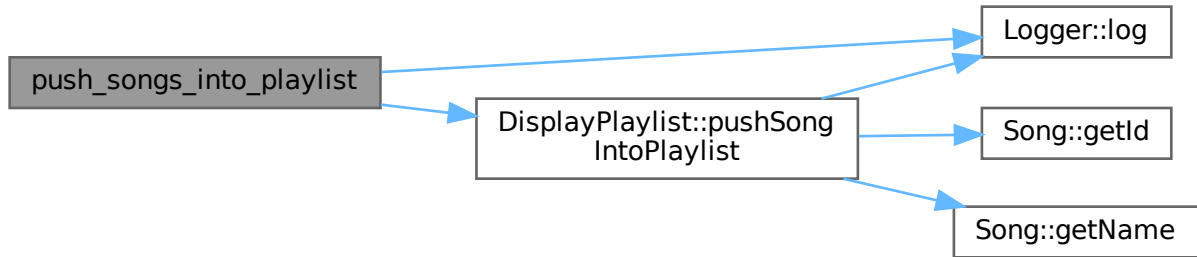 push_songs_into_playlist
DisplayPlaylist::pushSong
IntoPlaylist
Logger::log
Song::getId
Song::getName